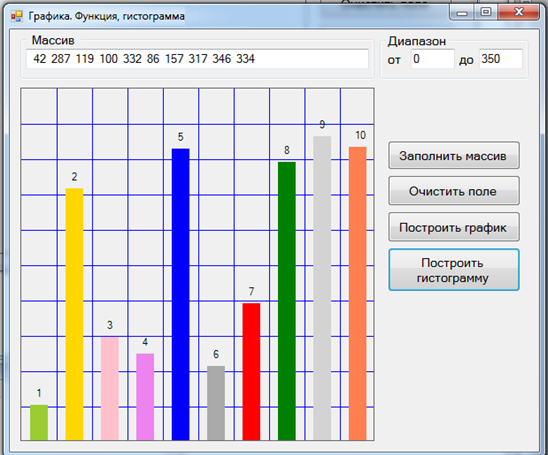 Графика. Функция, гистограмма
Массив
42 287 119 100 332 86 157 317 346 334
Диапазон
от 0 до 350
Заполнить массив
Очистить поле
Построить график
Построить
гистограмму
1
2
3
4
5
6
7
8
9
10